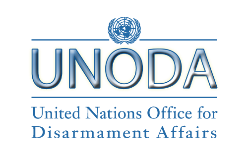 UNODA
United Nations Office for
Disarmament Affairs